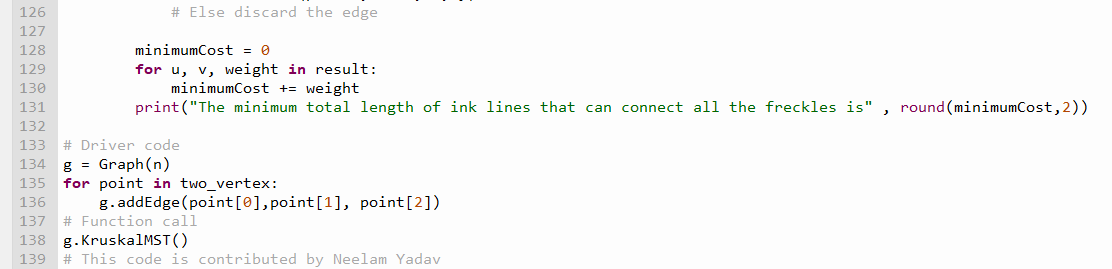 126 # Else discard the edge
127
128 minimumCost = 0
129 for u, v, weight in result:
130 minimumCost += weight
131 print("The minimum total length of ink lines that can connect all the freckles is" , round(minimumCost,2))
132
133 # Driver code
134 g = Graph(n)
135 for point in two_vertex:
136 g.addEdge(point[0],point[1], point[2])
137 # Function call
138 g.KruskalMST()
139 # This code is contributed by Neelam Yadav